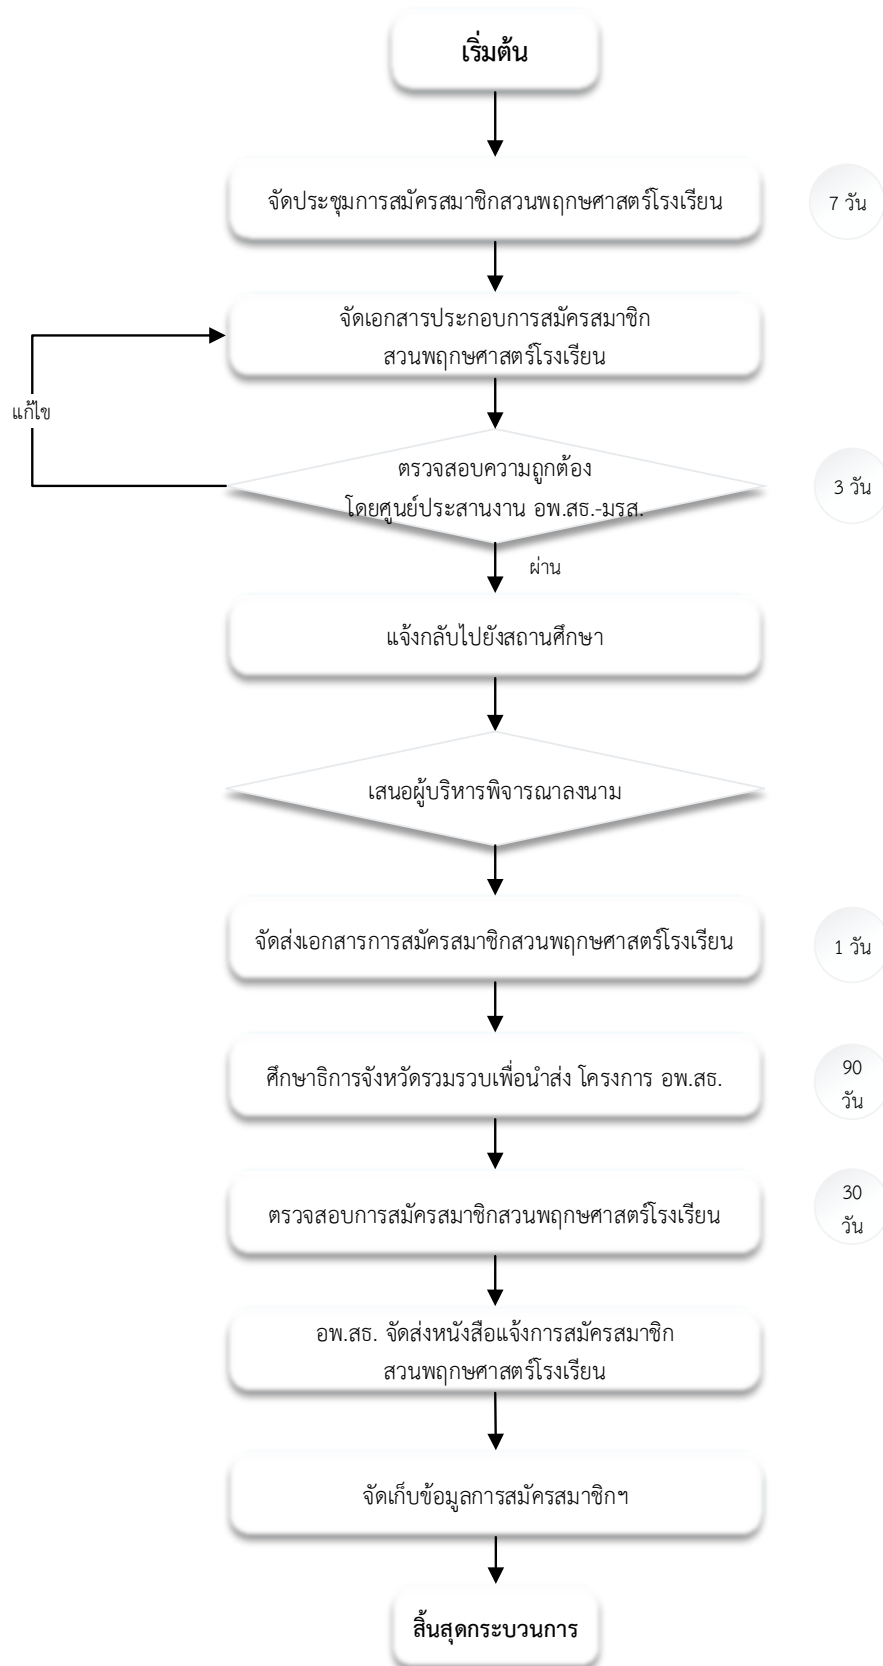 เริ่มต้น
จัดประชุมการสมัครสมาชิกสวนพฤกษศาสตร์โรงเรียน
7 วัน
จัดเอกสารประกอบการสมัครสมาชิก
สวนพฤกษศาสตร์โรงเรียน
แก้ไข
ตรวจสอบความถูกต้อง
โดยศูนย์ประสานงาน อพ.สธ.-มรส.
3 วัน
ผ่าน
แจ้งกลับไปยังสถานศึกษา
เสนอผู้บริหารพิจารณาลงนาม
จัดส่งเอกสารการสมัครสมาชิกสวนพฤกษศาสตร์โรงเรียน
1 วัน
ศึกษาธิการจังหวัดรวมรวบเพื่อนำส่ง โครงการ อพ.สธ.
90
วัน
ตรวจสอบการสมัครสมาชิกสวนพฤกษศาสตร์โรงเรียน
30
วัน
อพ.สธ. จัดส่งหนังสือแจ้งการสมัครสมาชิก
สวนพฤกษศาสตร์โรงเรียน
จัดเก็บข้อมูลการสมัครสมาชิกฯ
สิ้นสุดกระบวนการ